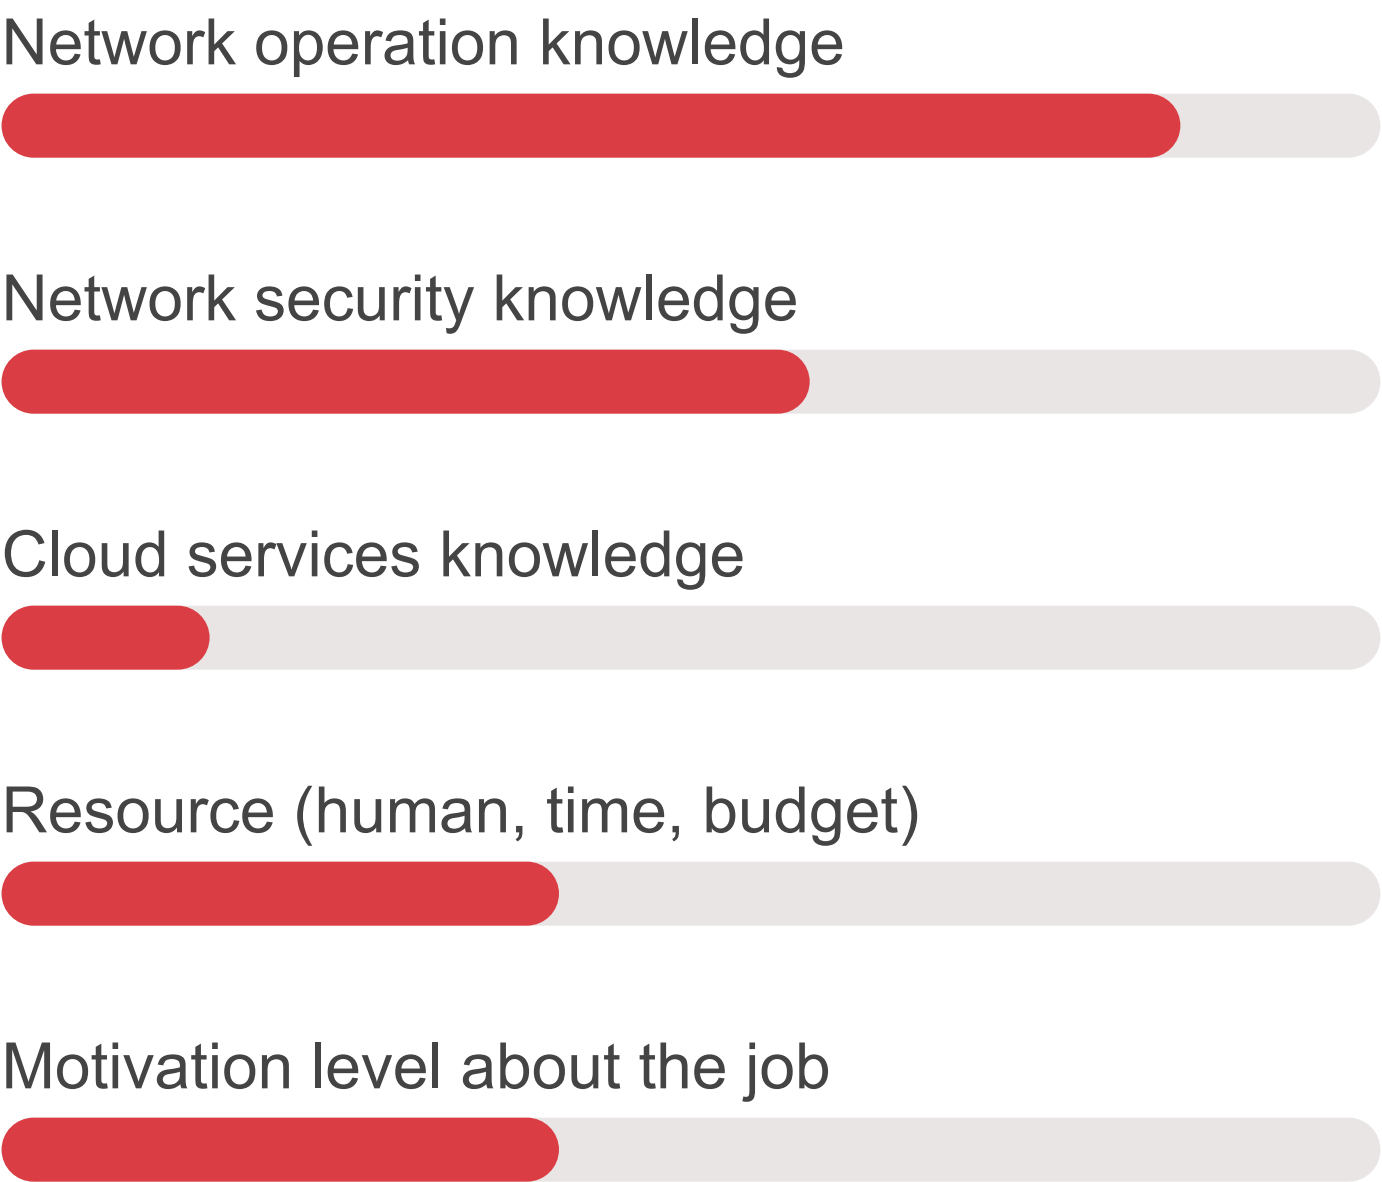 Network operation knowledge
Network security knowledge
Cloud services knowledge
Resource (human, time, budget)
Motivation level about the job